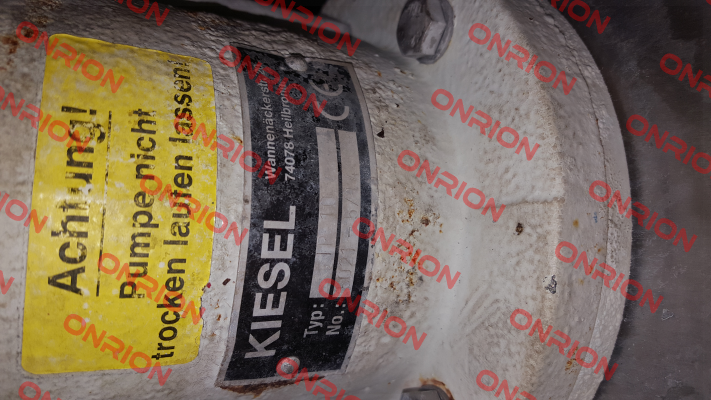 Achtung!
Pumpe nicht
trocken laufen lassen!
KIESEL
Wannenäckerstr.
74078 Heilbronn
CE
Typ:
No.:
ONRION